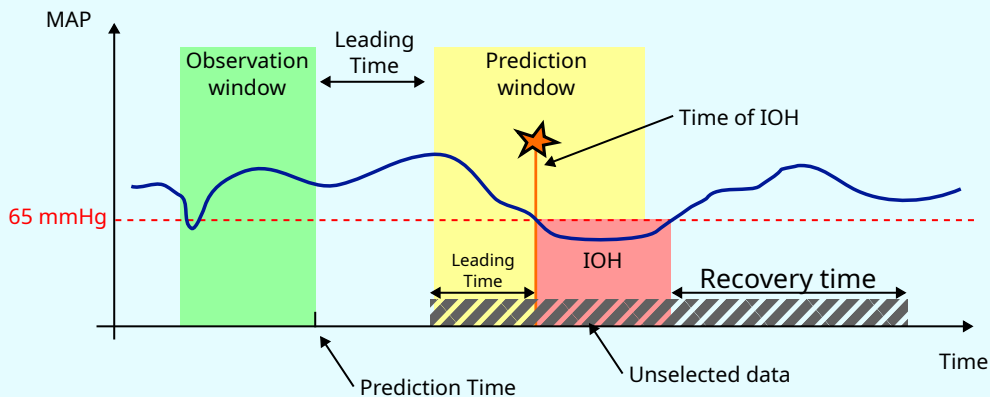 MAP
Observation
window
Leading
Time
Prediction
window
Time of IOH
65 mmHg
Leading
Time
IOH
Recovery time
Time
Prediction Time
Unselected data